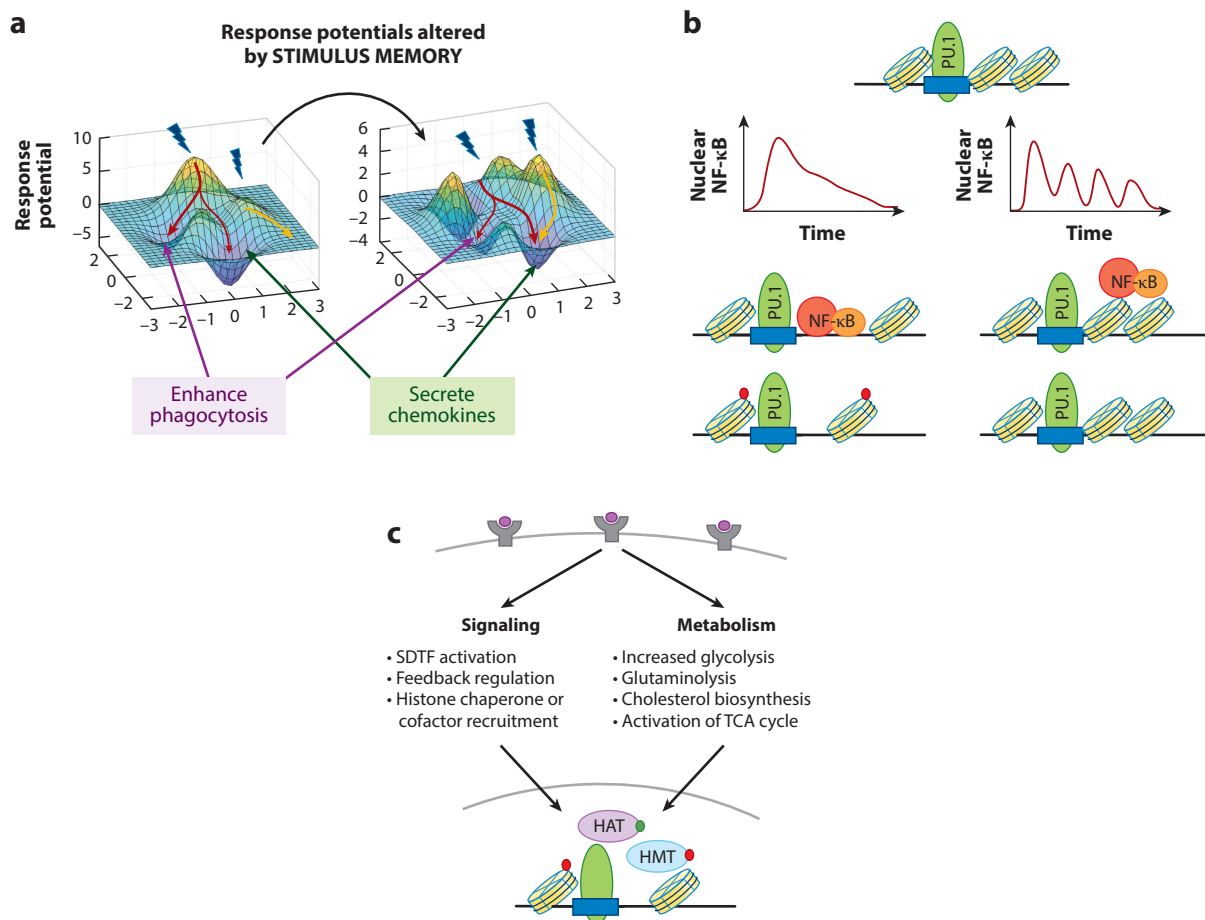 a
Response potentials altered
by STIMULUS MEMORY
Response
potential
10
5
0
−5
2
0
−2
−3
−2
−1
0
1
2
3
6
4
2
0
−2
−4
2
0
−2
−3
−2
−1
0
1
2
3
Enhance
phagocytosis
Secrete
chemokines
b
PU.1
Nuclear
NF-κB
Time
Nuclear
NF-κB
Time
PU.1
NF-κB
PU.1
NF-κB
PU.1
PU.1
c
Signaling
• SDTF activation
• Feedback regulation
• Histone chaperone or
cofactor recruitment
Metabolism
• Increased glycolysis
• Glutaminolysis
• Cholesterol biosynthesis
• Activation of TCA cycle
HAT
HMT